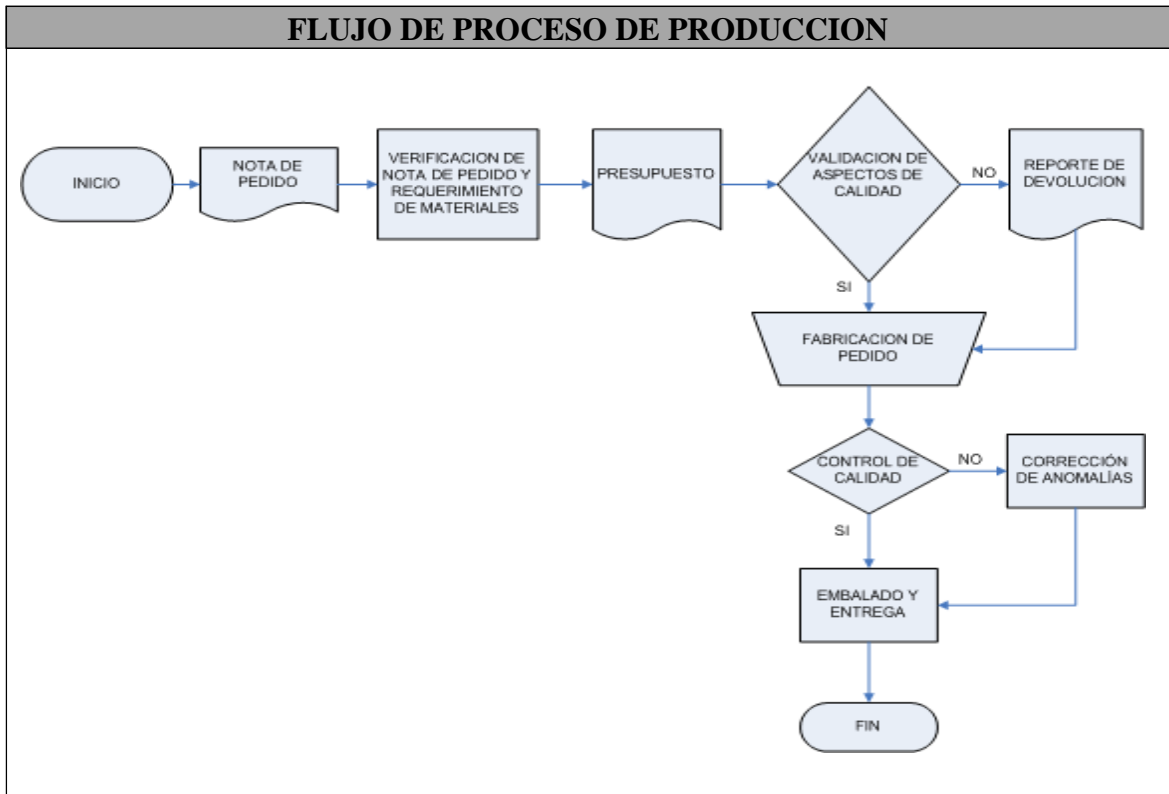 FLUJO DE PROCESO DE PRODUCCION
INICIO
NOTA DE
PEDIDO
VERIFICACION DE
NOTA DE PEDIDO Y
REQUERIMIENTO
DE MATERIALES
PRESUPUESTO
VALIDACION DE
ASPECTOS DE
CALIDAD
NO
REPORTE DE
DEVOLUCION
SI
FABRICACION DE
PEDIDO
CONTROL DE
CALIDAD
NO
CORRECCIÓN
DE ANOMALÍAS
SI
EMBALADO Y
ENTREGA
FIN